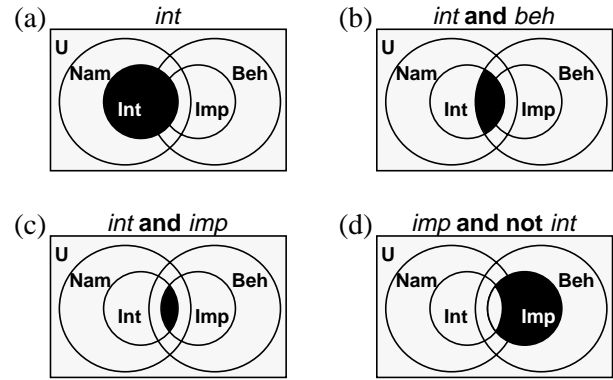 (a) int
U
Nam Beh
Int Imp
(b) int and beh
U
Nam Beh
Int Imp
(c) int and imp
U
Nam Beh
Int Imp
(d) imp and not int
U
Nam Beh
Int Imp